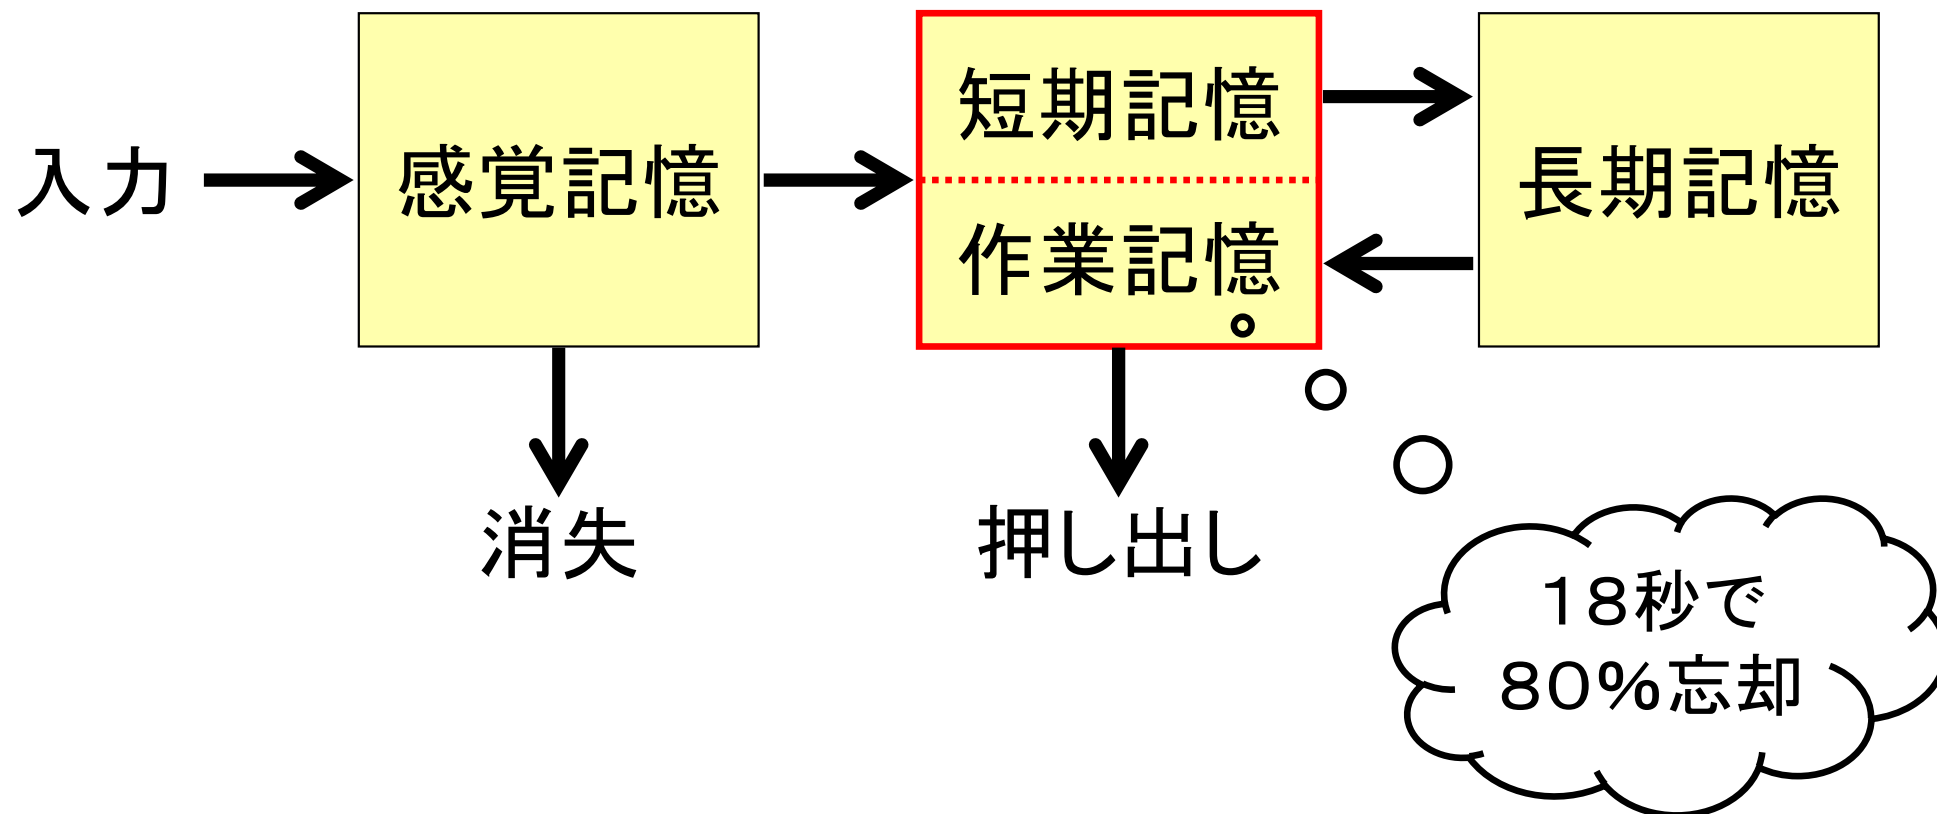 入力
感覚記憶
短期記憶
作業記憶
長期記憶
消失
押し出し
１８秒で
８０％忘却